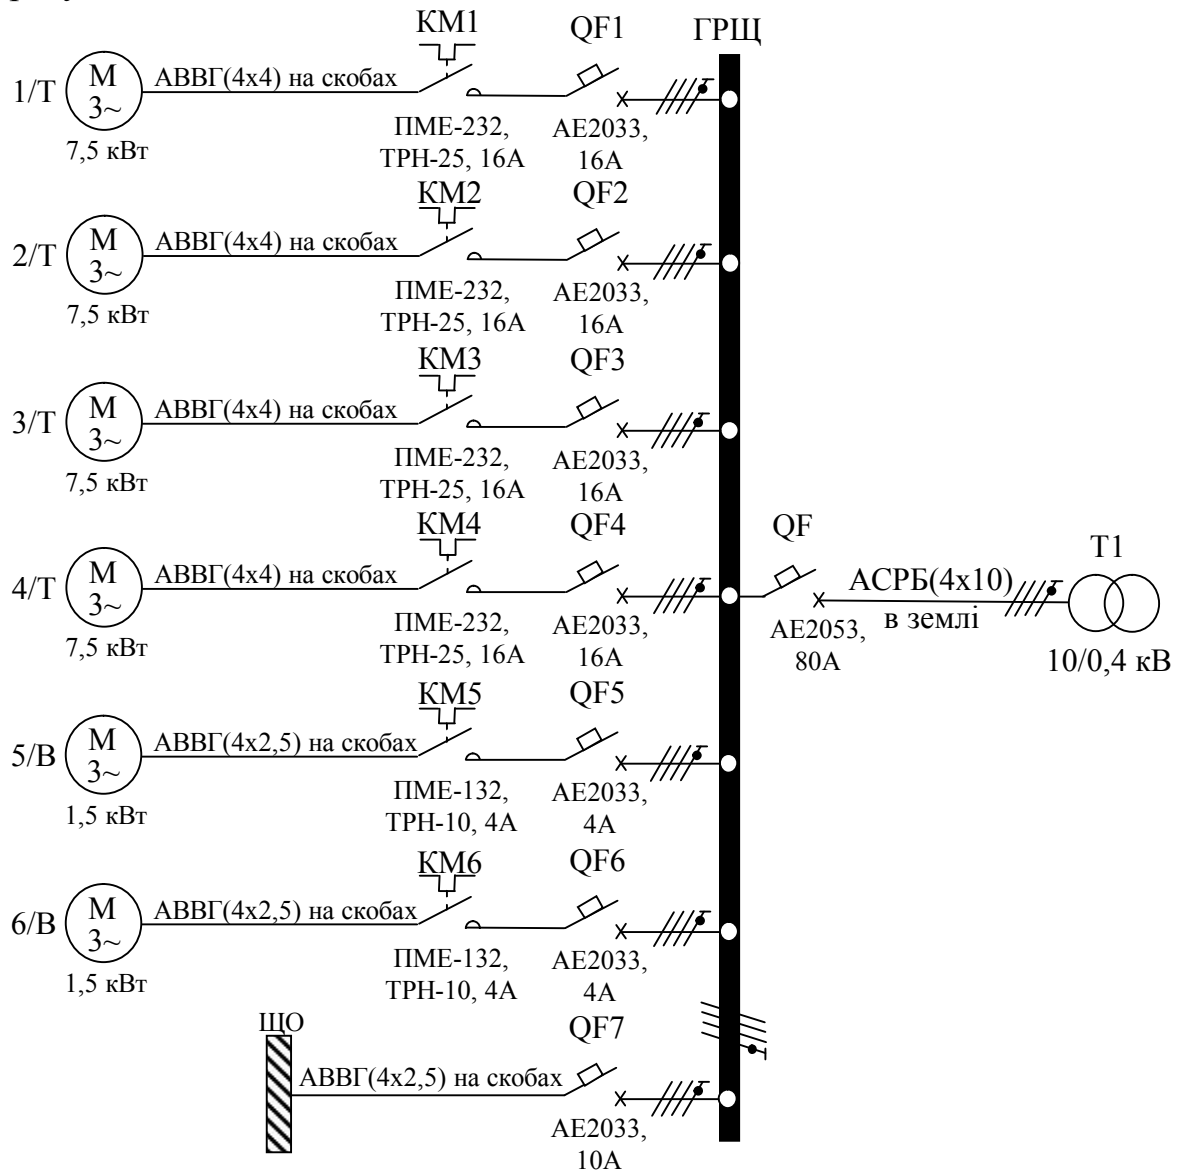 КМ1 QF1 ГРЩ
1/Т М 3~ АВВГ(4х4) на скобах
7,5 кВт
ПМЕ-232,
ТРН-25, 16А
АЕ2033,
16А
КМ2 QF2
2/Т М 3~ АВВГ(4х4) на скобах
7,5 кВт
ПМЕ-232,
ТРН-25, 16А
АЕ2033,
16А
КМ3 QF3
3/Т М 3~ АВВГ(4х4) на скобах
7,5 кВт
ПМЕ-232,
ТРН-25, 16А
АЕ2033,
16А
КМ4 QF4
4/Т М 3~ АВВГ(4х4) на скобах
7,5 кВт
ПМЕ-232,
ТРН-25, 16А
АЕ2033,
16А
QF
АЕ2053,
80А
АСРБ(4х10)
в землі
Т1
10/0,4 кВ
КМ5 QF5
5/В М 3~ АВВГ(4х2,5) на скобах
1,5 кВт
ПМЕ-132,
ТРН-10, 4А
АЕ2033,
4А
КМ6 QF6
6/В М 3~ АВВГ(4х2,5) на скобах
1,5 кВт
ПМЕ-132,
ТРН-10, 4А
АЕ2033,
4А
ЩО QF7
АВВГ(4х2,5) на скобах
АЕ2033,
10А